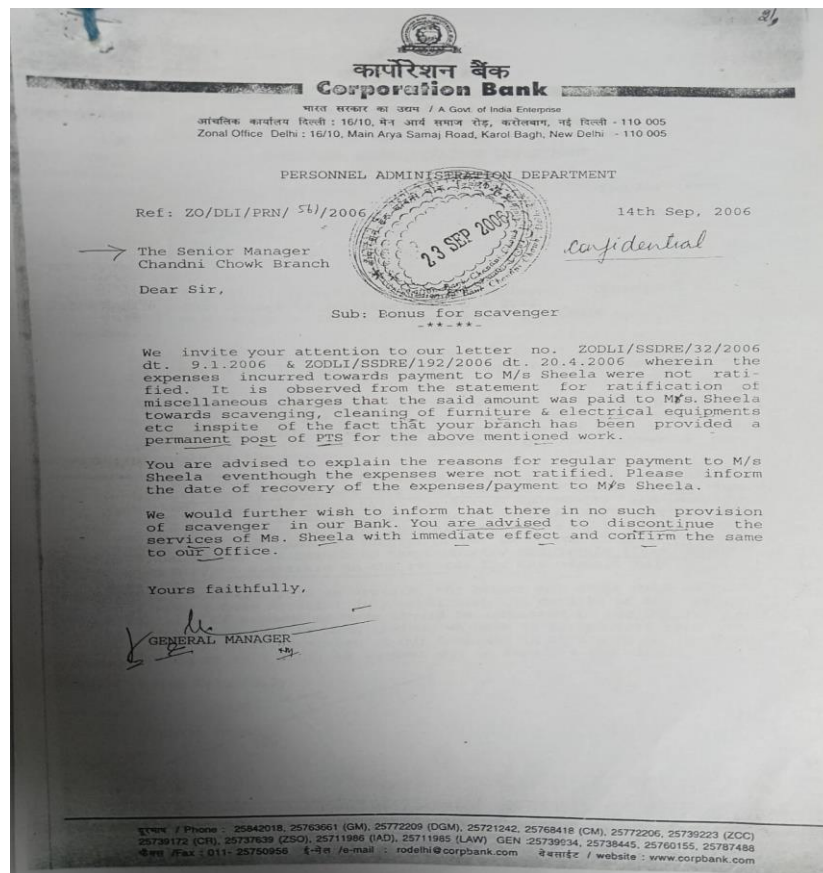 2/9
कार्पोरेशन बैंक
Corporation Bank
भारत सरकार का उद्यम / A Govt. of India Enterprise
आंचलिक कार्यालय दिल्ली : 16/10, मेन आर्य समाज रोड़, करोलबाग, नई दिल्ली - 110 005
Zonal Office Delhi : 16/10, Main Arya Samaj Road, Karol Bagh, New Delhi - 110 005
PERSONNEL ADMINISTRATION DEPARTMENT
Ref: ZO/DLI/PRN/ 561/2006 14th Sep, 2006
23 SEP 2006
confidential
The Senior Manager
Chandni Chowk Branch
Dear Sir,
Sub: Bonus for scavenger
-**-**-
We invite your attention to our letter no. ZODLI/SSDRE/32/2006
dt. 9.1.2006 & ZODLI/SSDRE/192/2006 dt. 20.4.2006 wherein the
expenses incurred towards payment to M/s Sheela were not rati-
fied. It is observed from the statement for ratification of
miscellaneous charges that the said amount was paid to Ms. Sheela
towards scavenging, cleaning of furniture & electrical equipments
etc inspite of the fact that your branch has been provided a
permanent post of PTS for the above mentioned work.
You are advised to explain the reasons for regular payment to M/s
Sheela eventhough the expenses were not ratified. Please inform
the date of recovery of the expenses/payment to M/s Sheela.
We would further wish to inform that there in no such provision
of scavenger in our Bank. You are advised to discontinue the
services of Ms. Sheela with immediate effect and confirm the same
to our Office.
Yours faithfully,
GENERAL MANAGER
दूरभाष / Phone : 25842018, 25763661 (GM), 25772209 (DGM), 25721242, 25768418 (CM), 25772206, 25739223 (ZCC)
25739172 (CR), 25737639 (ZSO), 25711986 (IAD), 25711985 (LAW) GEN :25739034, 25738445, 25760155, 25787488
फैक्स /Fax : 011- 25750956 ई-मेल /e-mail : rodelhi@corpbank.com वेबसाईट / website : www.corpbank.com